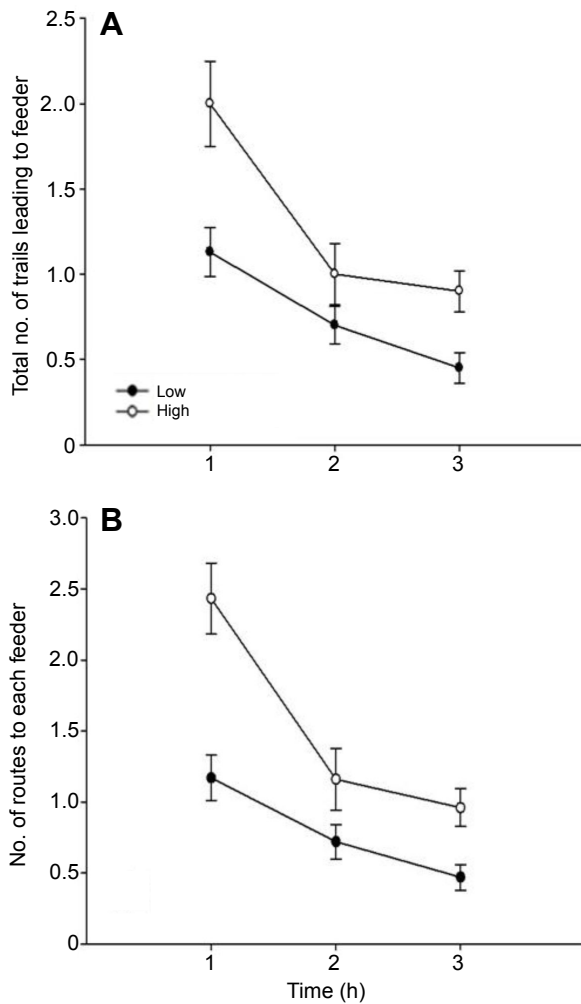 A
2.5
2..0
1.5
1.0
0.5
0
Total no. of trails leading to feeder
Low
High
1 2 3
B
3.0
2.5
2.0
1.5
1.0
0.5
0
No. of routes to each feeder
1 2 3
Time (h)